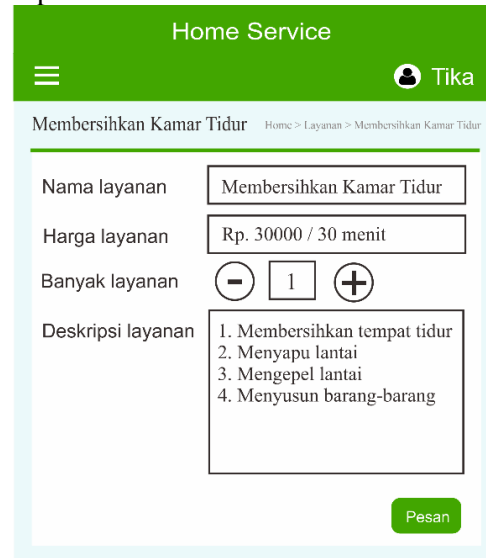 Home Service
Tika
Membersihkan Kamar Tidur Home > Layanan > Membersihkan Kamar Tidur
Nama layanan Membersihkan Kamar Tidur
Harga layanan Rp. 30000 / 30 menit
Banyak layanan - 1 +
Deskripsi layanan 1. Membersihkan tempat tidur
2. Menyapu lantai
3. Mengepel lantai
4. Menyusun barang-barang
Pesan